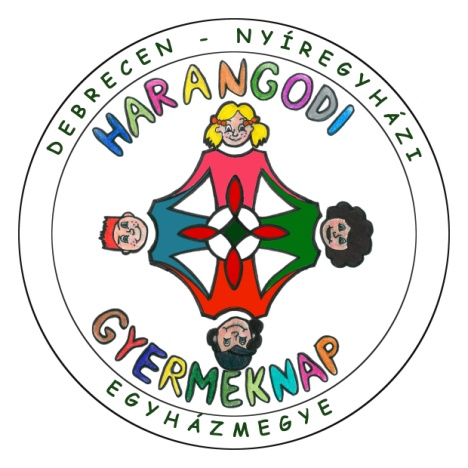 DEBRECEN - NYÍREGYHÁZI
HARANGODI
GYERMEKNAP
EGYHÁZMEGYE